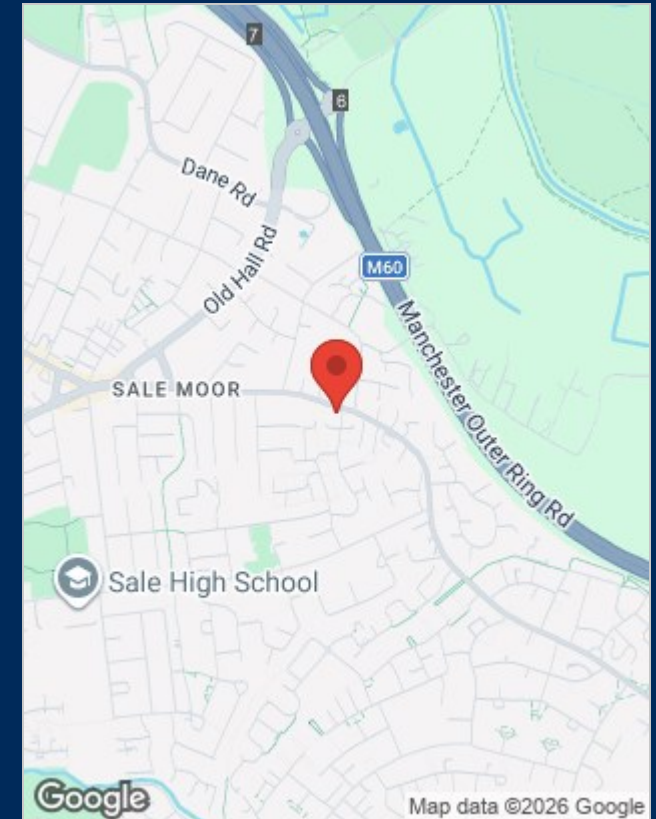 7
6
Dane Rd
Old Hall Rd
M60
Manchester Outer Ring Rd
SALE MOOR
Sale High School
Google
Map data ©2026 Google